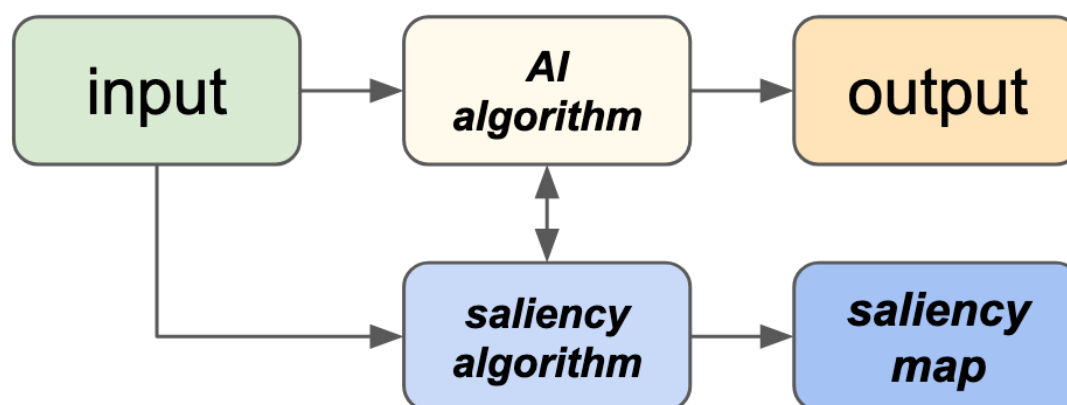 input
AI
algorithm
output
saliency
algorithm
saliency
map